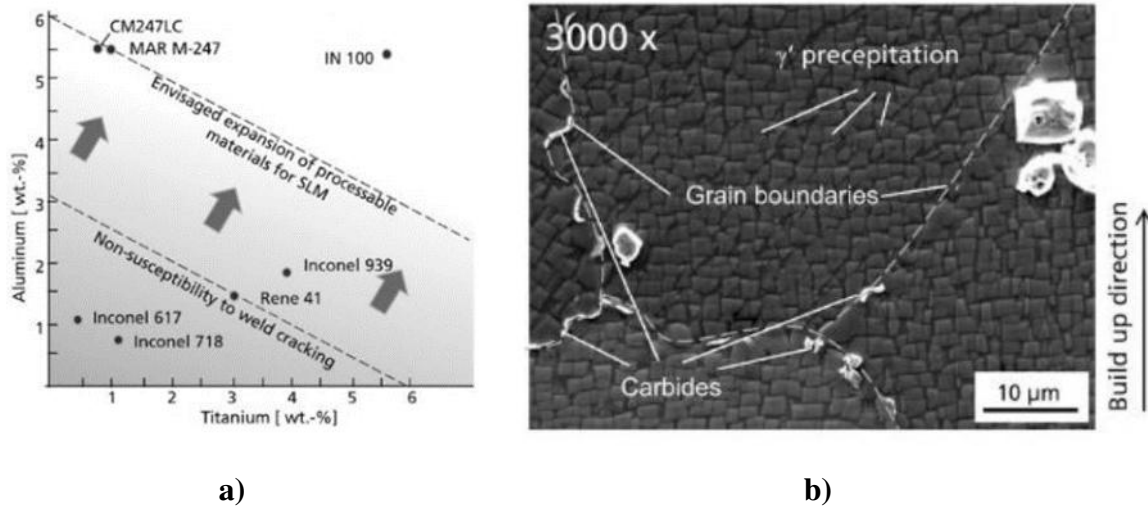 6
5
4
3
2
1
Aluminum [ wt.-%]
CM247LC
MAR M-247
IN 100
Envisaged expansion of processable
materials for SLM
Inconel 939
Rene 41
Non-susceptibility to weld cracking
Inconel 617
Inconel 718
1 2 3 4 5 6
Titanium [ wt.-%]
a)
3000 x
γ' precepitation
Grain boundaries
Carbides
10 μm
Build up direction
b)